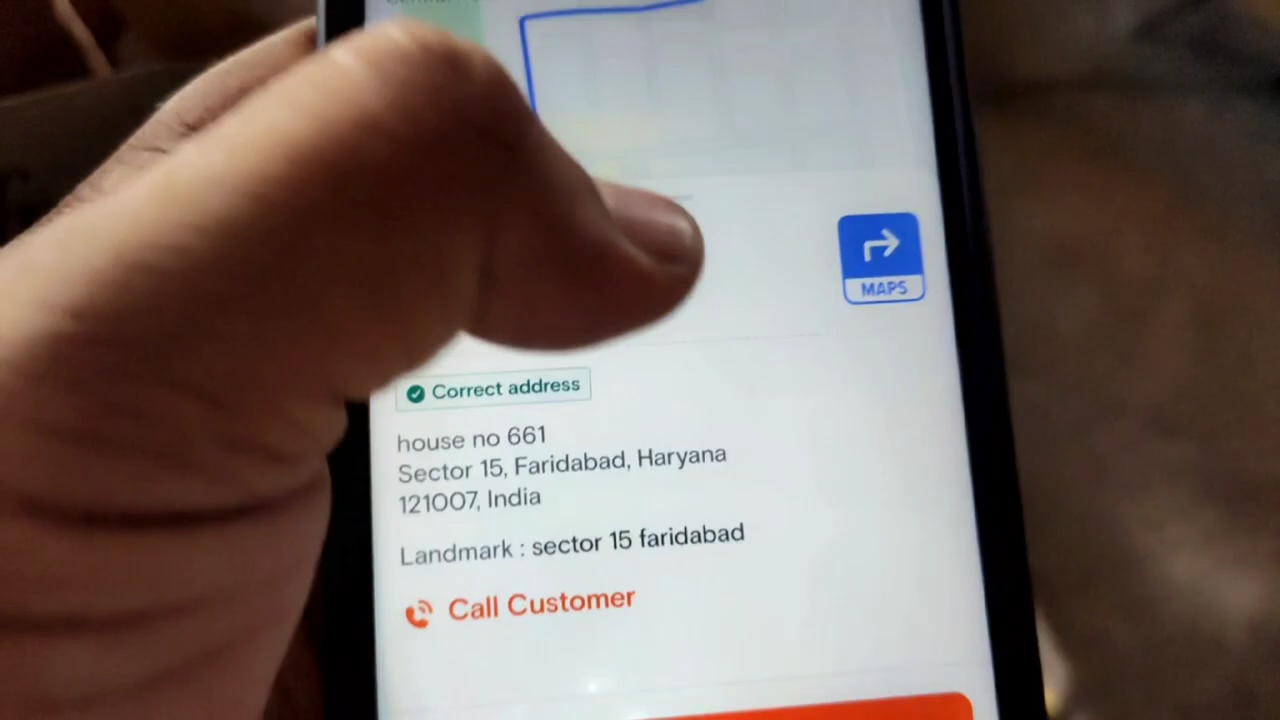 MAPS
Correct address
house no 661
Sector 15, Faridabad, Haryana
121007, India
Landmark : sector 15 faridabad
Call Customer